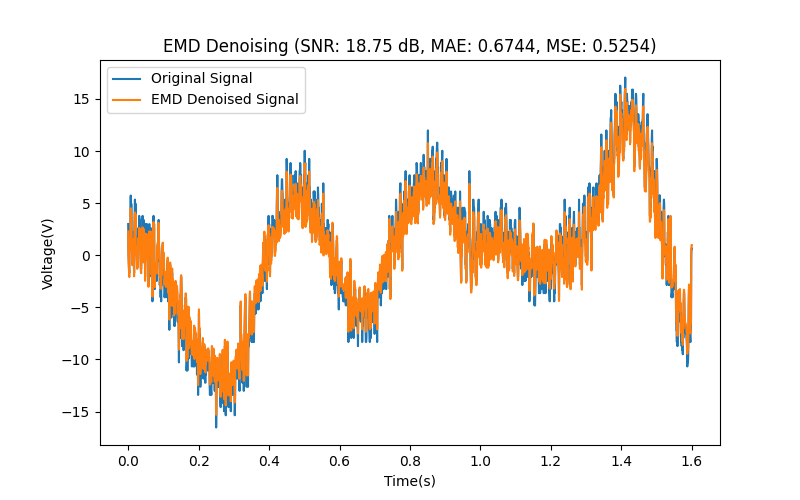 EMD Denoising (SNR: 18.75 dB, MAE: 0.6744, MSE: 0.5254)
Original Signal
EMD Denoised Signal
15
10
5
0
−5
−10
−15
Voltage(V)
0.0 0.2 0.4 0.6 0.8 1.0 1.2 1.4 1.6
Time(s)